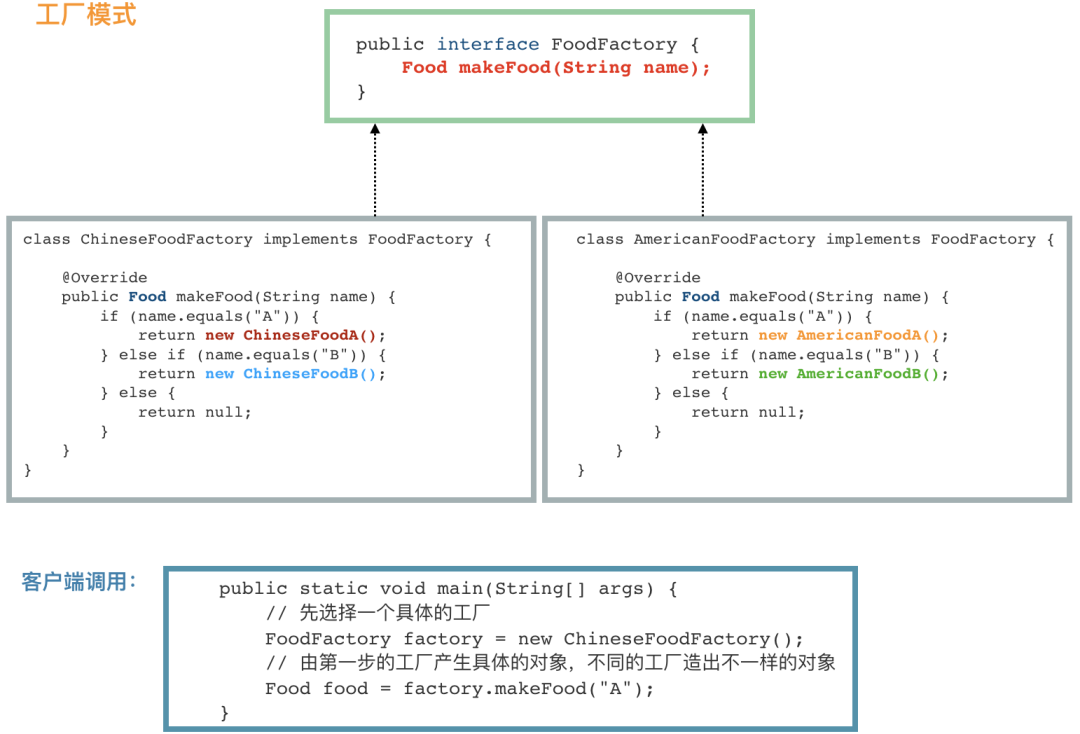 工厂模式
public interface FoodFactory {
    Food makeFood(String name);
}
class ChineseFoodFactory implements FoodFactory {
    @Override
    public Food makeFood(String name) {
        if (name.equals("A")) {
            return new ChineseFoodA();
        } else if (name.equals("B")) {
            return new ChineseFoodB();
        } else {
            return null;
        }
    }
}
class AmericanFoodFactory implements FoodFactory {
    @Override
    public Food makeFood(String name) {
        if (name.equals("A")) {
            return new AmericanFoodA();
        } else if (name.equals("B")) {
            return new AmericanFoodB();
        } else {
            return null;
        }
    }
}
客户端调用：
public static void main(String[] args) {
    // 先选择一个具体的工厂
    FoodFactory factory = new ChineseFoodFactory();
    // 由第一步的工厂产生具体的对象，不同的工厂造出不一样的对象
    Food food = factory.makeFood("A");
}